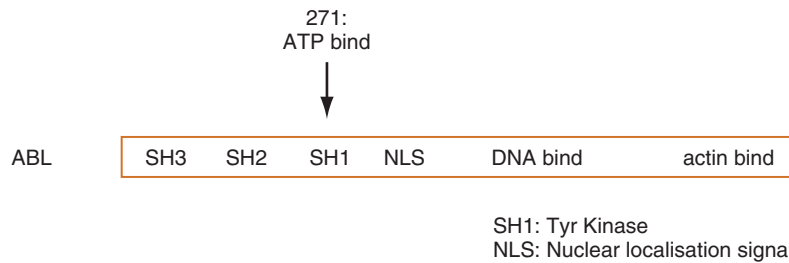 271:
ATP bind
ABL SH3 SH2 SH1 NLS DNA bind actin bind
SH1: Tyr Kinase
NLS: Nuclear localisation signa